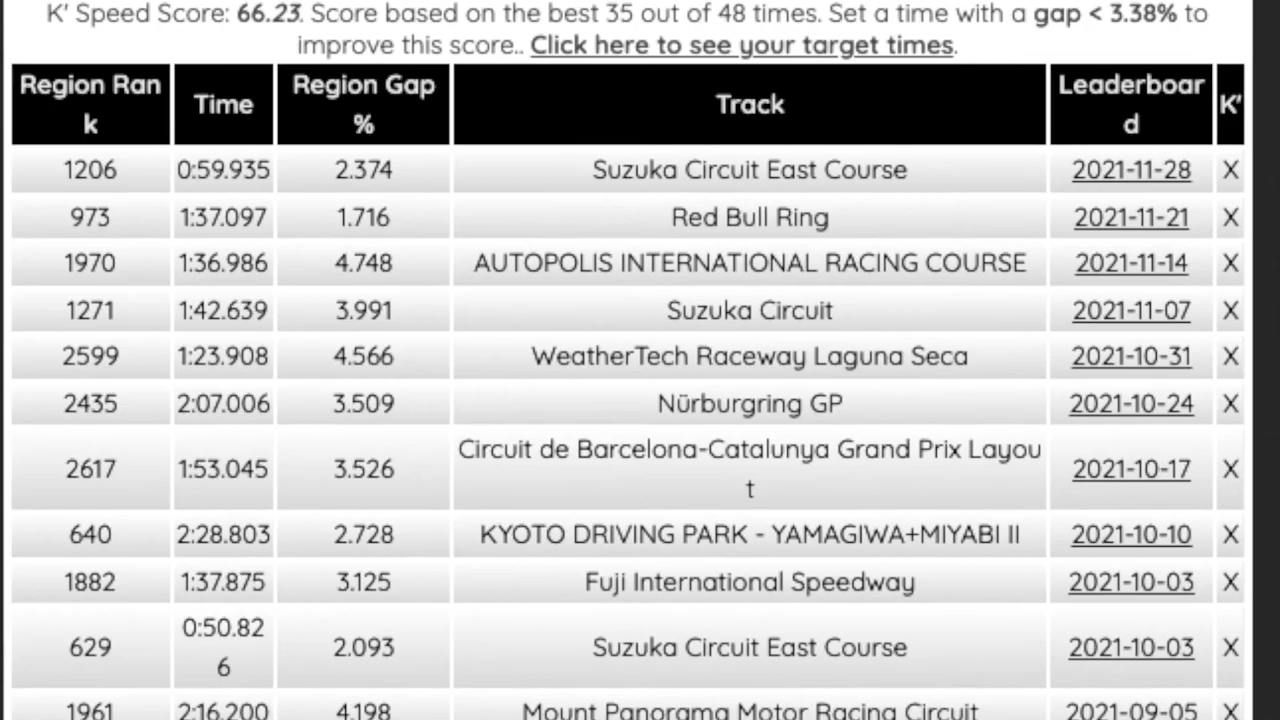 K' Speed Score: 66.23. Score based on the best 35 out of 48 times. Set a time with a gap < 3.38% to
improve this score.. Click here to see your target times.
Region Ran
k
Time
Region Gap
%
Track
Leaderboar
d
K'
1206 0:59.935 2.374 Suzuka Circuit East Course 2021-11-28 X
973 1:37.097 1.716 Red Bull Ring 2021-11-21 X
1970 1:36.986 4.748 AUTOPOLIS INTERNATIONAL RACING COURSE 2021-11-14 X
1271 1:42.639 3.991 Suzuka Circuit 2021-11-07 X
2599 1:23.908 4.566 WeatherTech Raceway Laguna Seca 2021-10-31 X
2435 2:07.006 3.509 Nürburgring GP 2021-10-24 X
2617 1:53.045 3.526 Circuit de Barcelona-Catalunya Grand Prix Layou
t
2021-10-17 X
640 2:28.803 2.728 KYOTO DRIVING PARK - YAMAGIWA+MIYABI II 2021-10-10 X
1882 1:37.875 3.125 Fuji International Speedway 2021-10-03 X
629 0:50.82
6
2.093 Suzuka Circuit East Course 2021-10-03 X
1961 2:16.200 4.198 Mount Panorama Motor Racing Circuit 2021-09-05 X